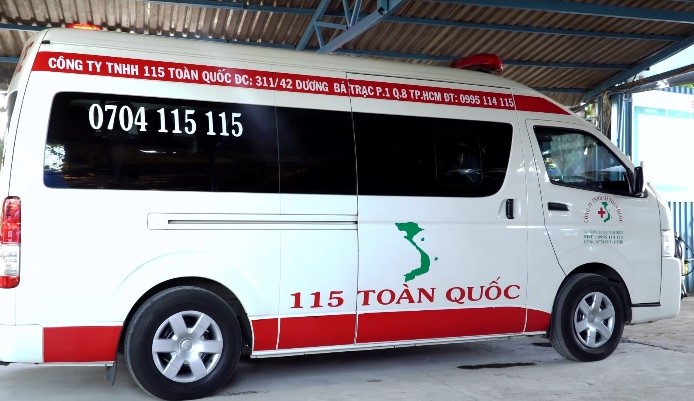 CÔNG TY TNHH 115 TOÀN QUỐC ĐC: 311/42 DƯƠNG BÁ TRẠC P.1 Q.8 TP.HCM ĐT: 0995 114 115
0704 115 115
115 TOÀN QUỐC